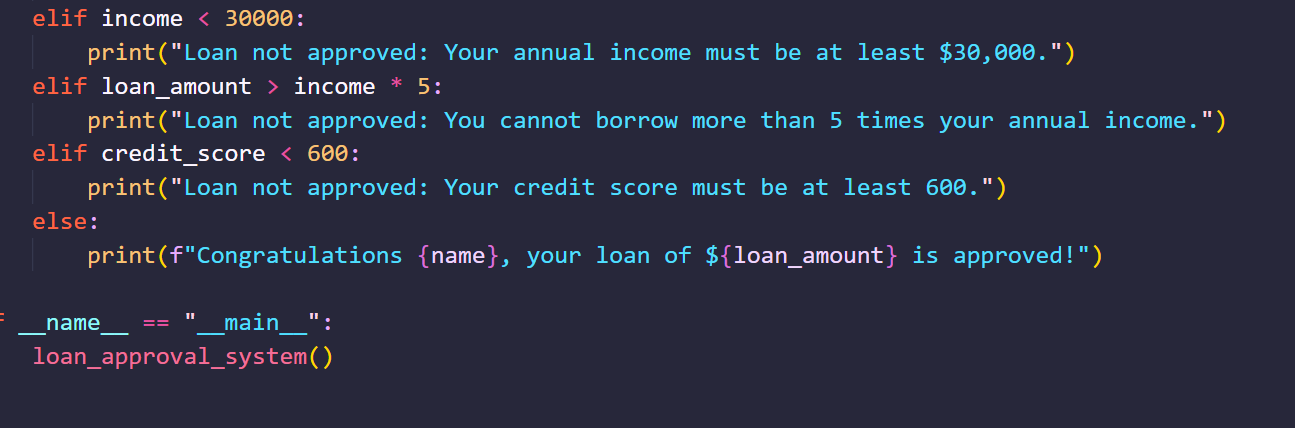 elif income < 30000:
print("Loan not approved: Your annual income must be at least $30,000.")
elif loan_amount > income * 5:
print("Loan not approved: You cannot borrow more than 5 times your annual income.")
elif credit_score < 600:
print("Loan not approved: Your credit score must be at least 600.")
else:
print(f"Congratulations {name}, your loan of ${loan_amount} is approved!")
f __name__ == "__main__":
loan_approval_system()